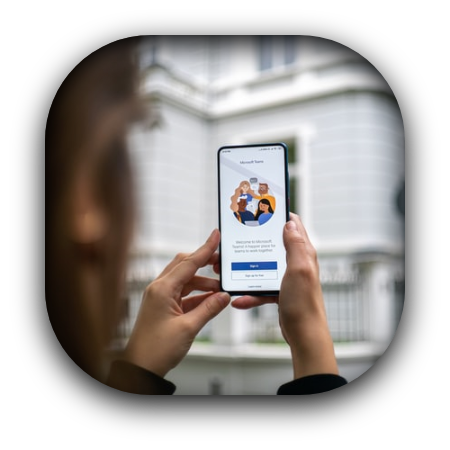 Microsoft Teams
Welcome to Microsoft
Teams! A happier place for
teams to work together.
Sign in
Sign up for free